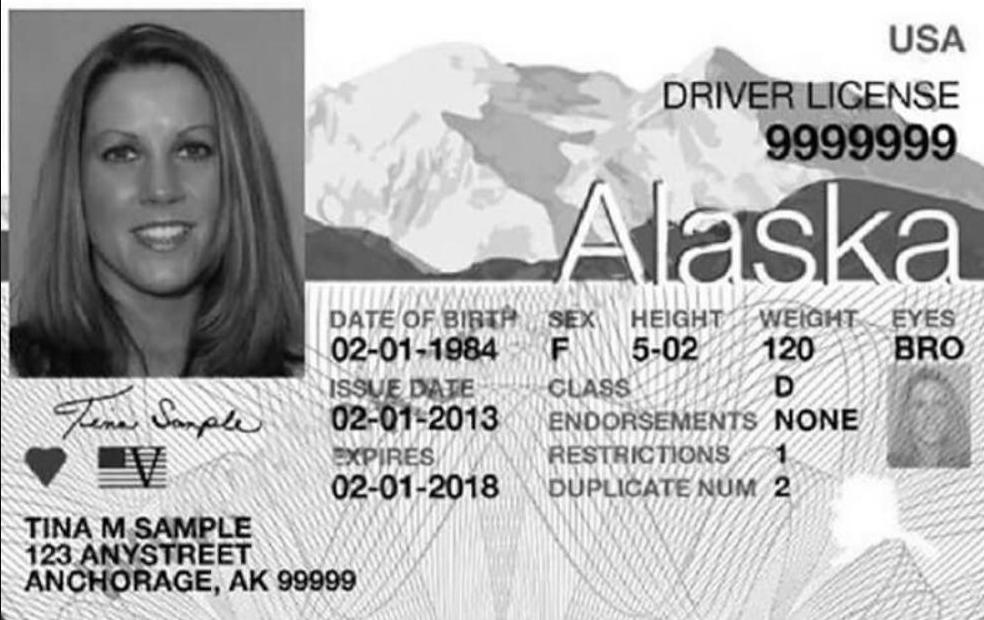 USA
DRIVER LICENSE
9999999
Alaska
DATE OF BIRTH SEX HEIGHT WEIGHT EYES
02-01-1984 F 5-02 120 BRO
ISSUE DATE CLASS D
02-01-2013 ENDORSEMENTS NONE
EXPIRES RESTRICTIONS 1
02-01-2018 DUPLICATE NUM 2
Tina Sample
V
TINA M SAMPLE
123 ANYSTREET
ANCHORAGE, AK 99999